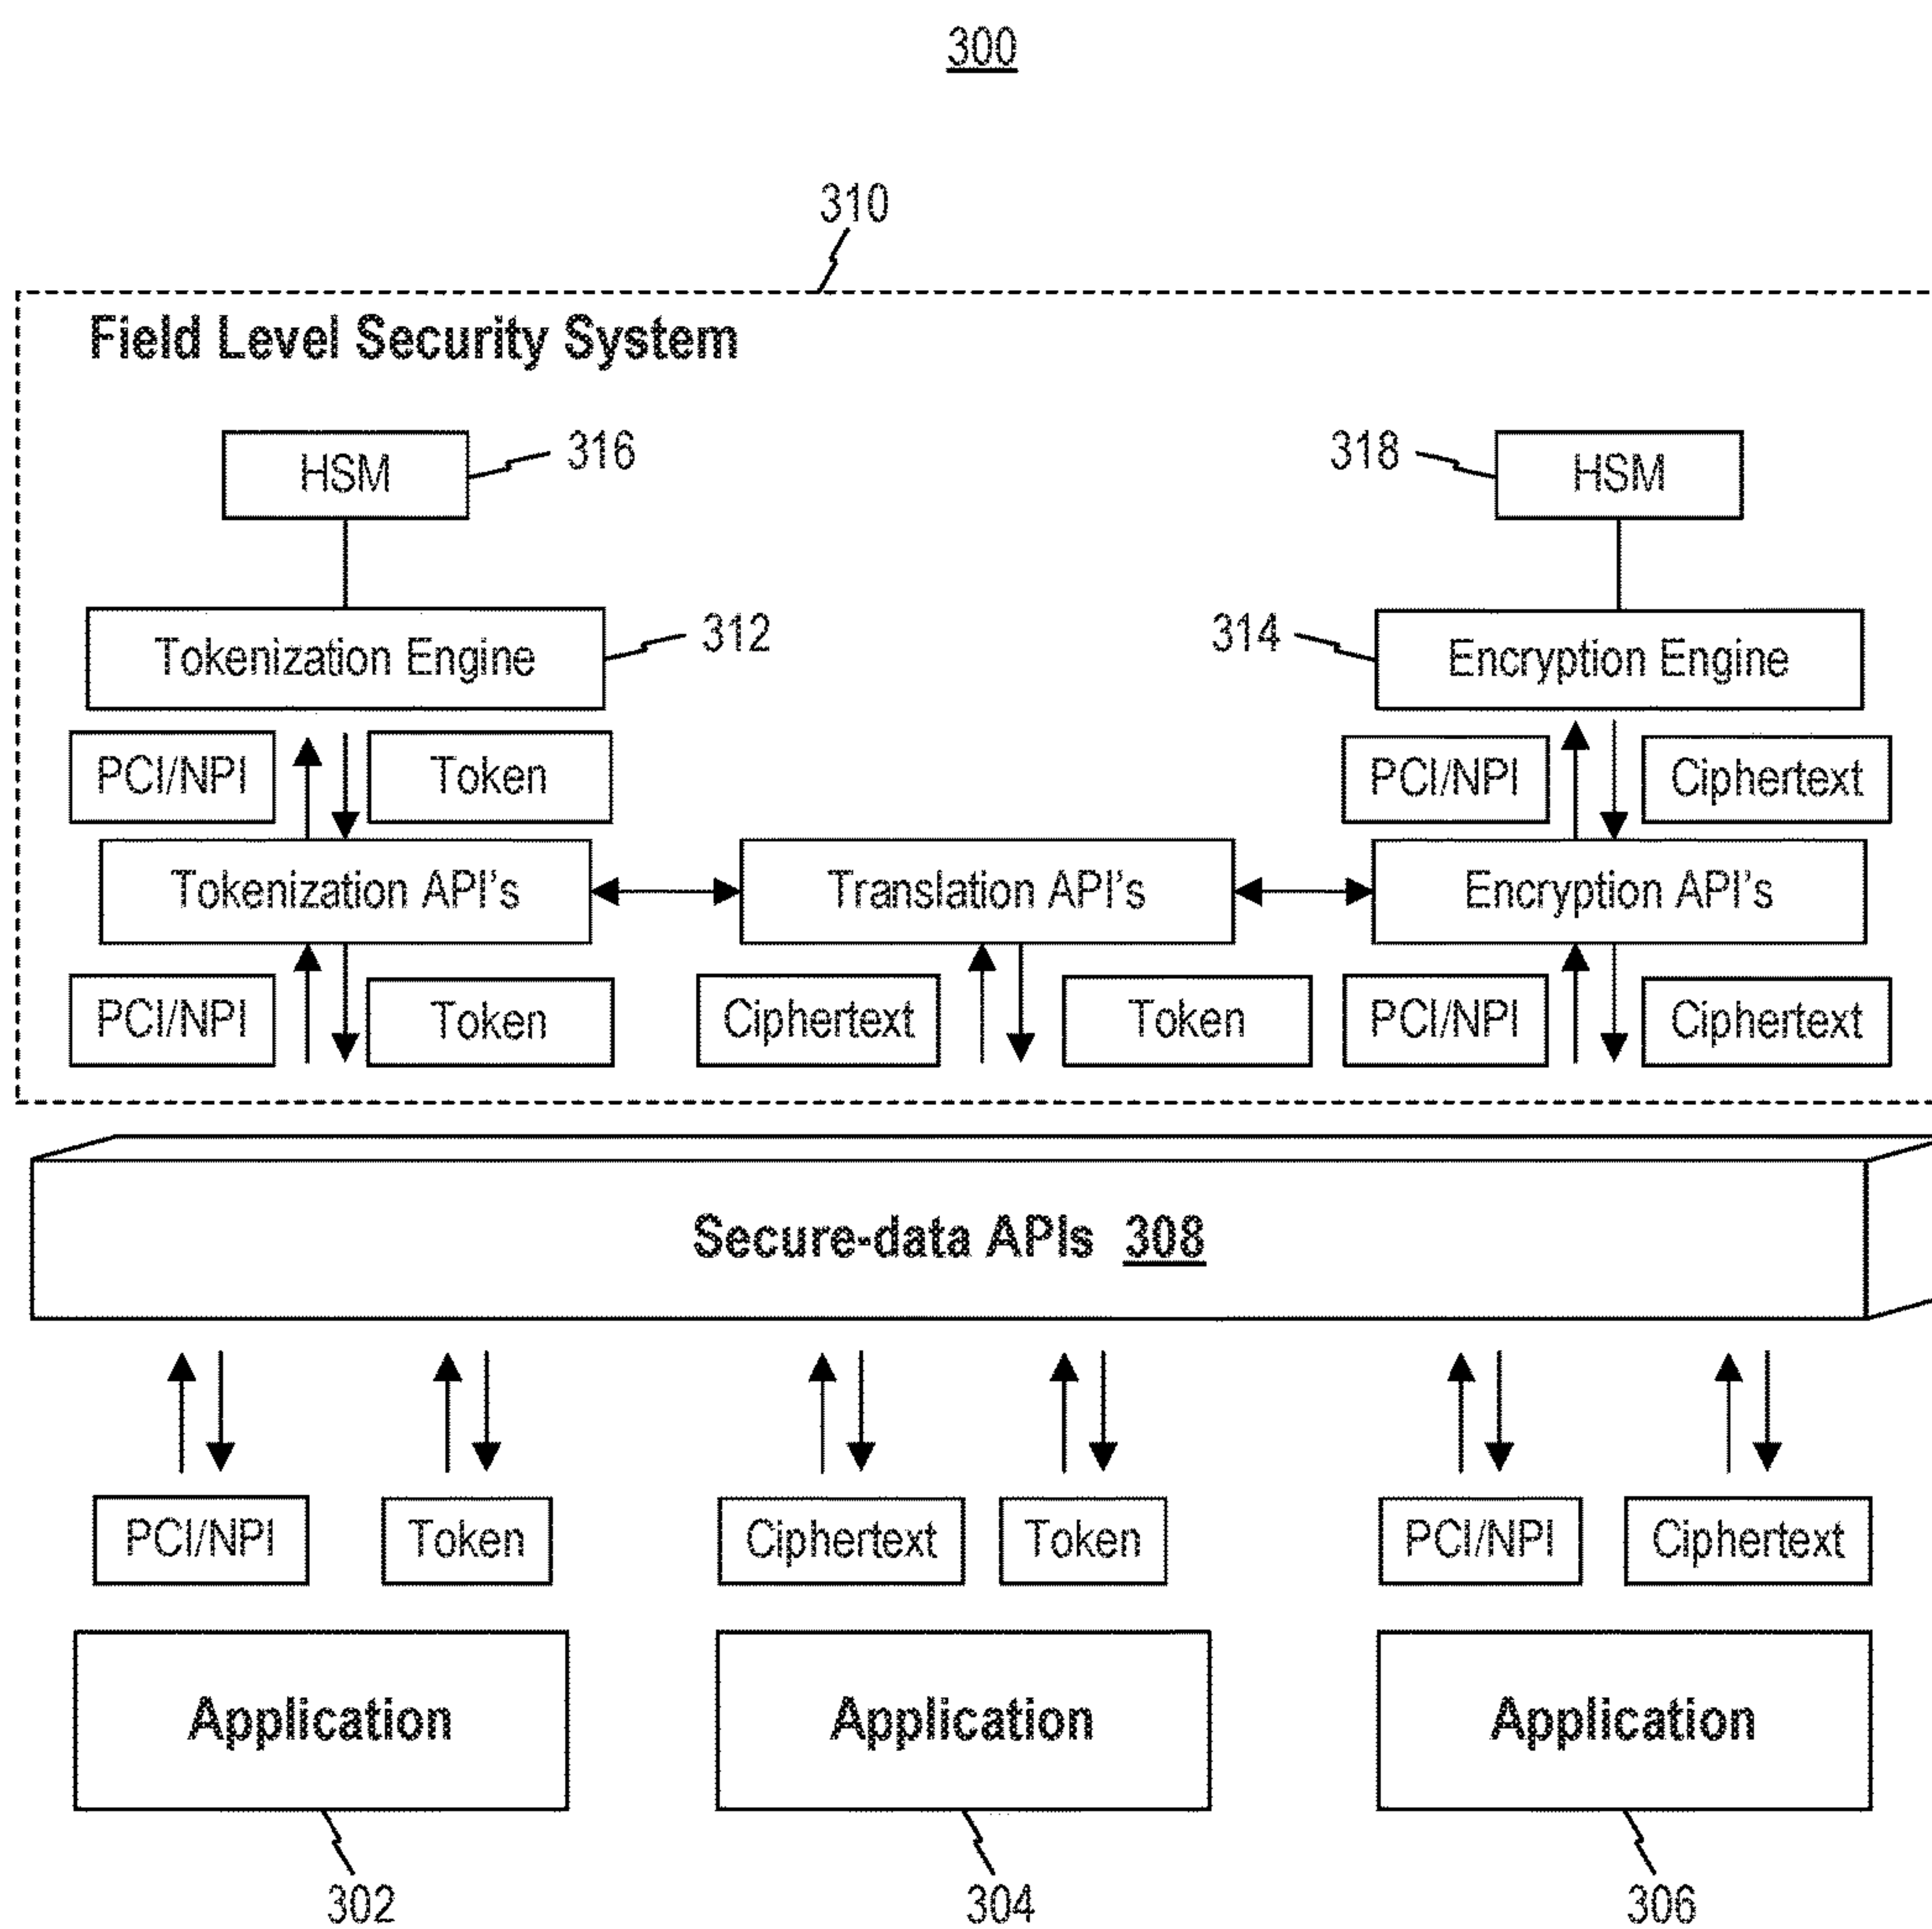 300
310
Field Level Security System
HSM
316
318
HSM
Tokenization Engine
312
314
Encryption Engine
PCI/NPI
Token
PCI/NPI
Ciphertext
Tokenization API's
Translation API's
Encryption API's
PCI/NPI
Token
Ciphertext
Token
PCI/NPI
Ciphertext
Secure-data APIs 308
PCI/NPI
Token
Ciphertext
Token
PCI/NPI
Ciphertext
Application
Application
Application
302
304
306